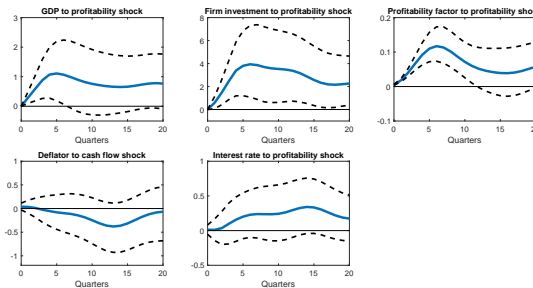 GDP to profitability shock
3
2
1
0
0 5 10 15 20
Quarters
Firm investment to profitability shock
8
6
4
2
0
0 5 10 15 20
Quarters
Profitability factor to profitability sho
0.2
0.1
0
-0.1
0 5 10 15 20
Quarters
Deflator to cash flow shock
1
0.5
0
-0.5
-1
0 5 10 15 20
Quarters
Interest rate to profitability shock
1
0.5
0
-0.5
0 5 10 15 20
Quarters